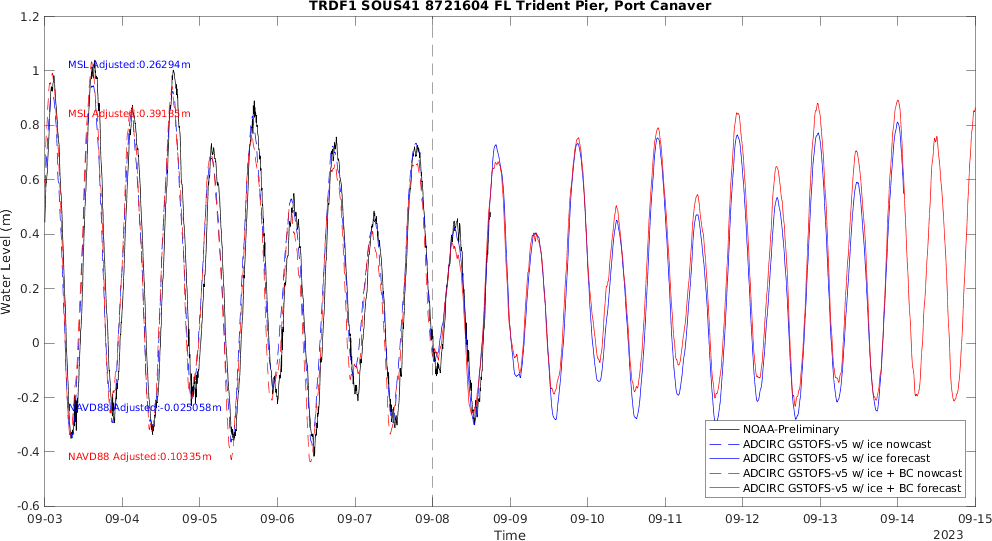 TRDF1 SOUS41 8721604 FL Trident Pier, Port Canaver
1.2
1
0.8
0.6
0.4
0.2
0
-0.2
-0.4
-0.6
Water Level (m)
MSL Adjusted:0.26294m
MSL Adjusted:0.39135m
NAVD88 Adjusted:-0.025058m
NAVD88 Adjusted:0.10335m
NOAA-Preliminary
ADCIRC GSTOFS-v5 w/ ice nowcast
ADCIRC GSTOFS-v5 w/ ice forecast
ADCIRC GSTOFS-v5 w/ ice + BC nowcast
ADCIRC GSTOFS-v5 w/ ice + BC forecast
09-03 09-04 09-05 09-06 09-07 09-08 09-09 09-10 09-11 09-12 09-13 09-14 09-15
Time
2023